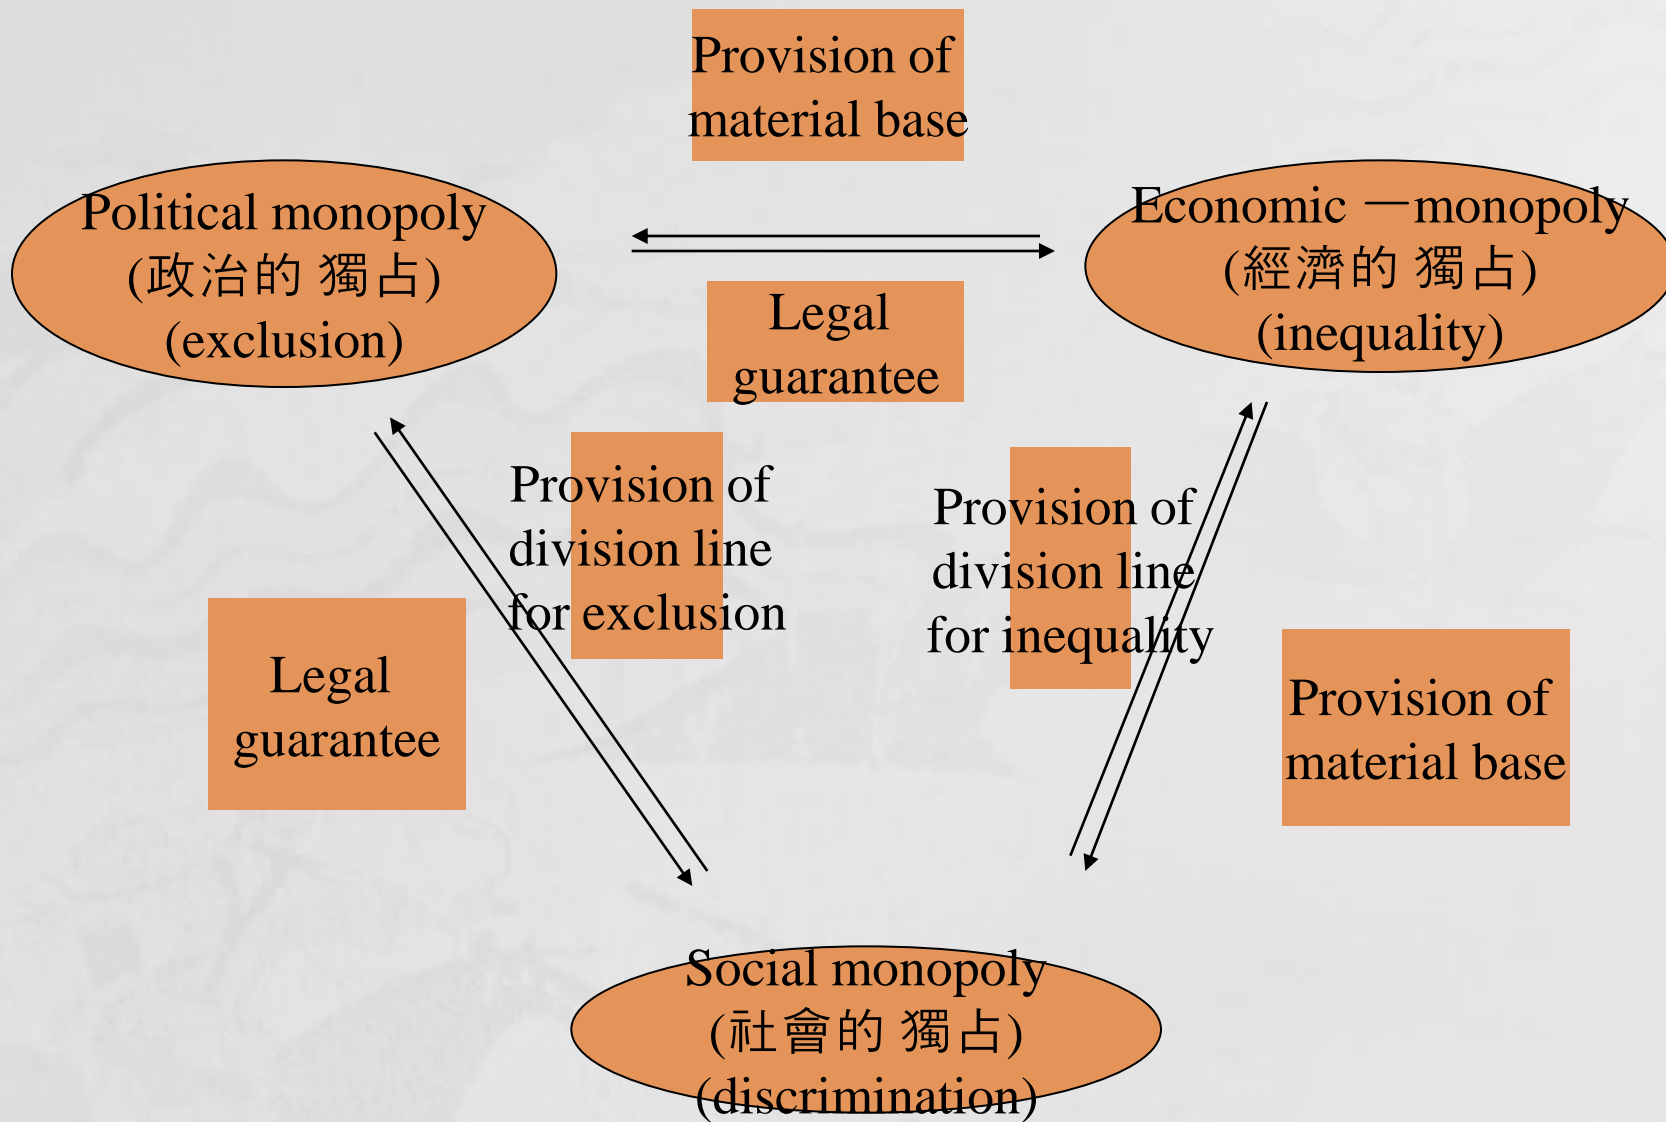 Provision of
material base
Political monopoly
(政治的 獨占)
(exclusion)
Economic －monopoly
(經濟的 獨占)
(inequality)
Legal
guarantee
Provision of
division line
for exclusion
Provision of
division line
for inequality
Legal
guarantee
Provision of
material base
Social monopoly
(社會的 獨占)
(discrimination)